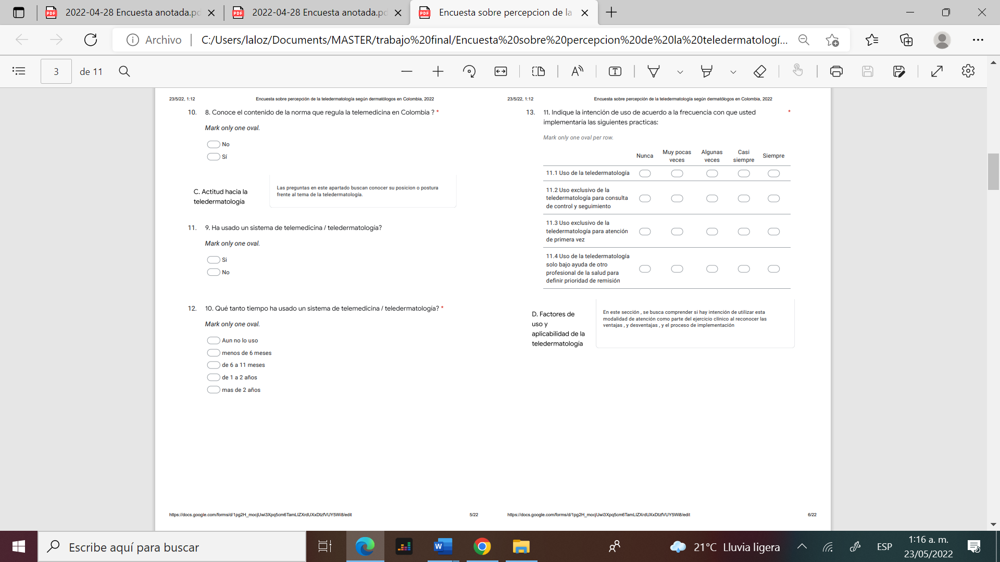 2022-04-28 Encuesta anotada.pd
2022-04-28 Encuesta anotada.pd
Encuesta sobre percepcion de la
Archivo
C:/Users/laloz/Documents/MASTER/trabajo%20final/Encuesta%20sobre%20percepcion%20de%20la%20teledermatologí...
3
de 11
23/5/22, 1:12
Encuesta sobre percepción de la teledermatología según dermatólogos en Colombia, 2022
10. 8. Conoce el contenido de la norma que regula la telemedicina en Colombia ? *
Mark only one oval.
No
Sí
C. Actitud hacia la
teledermatología
Las preguntas en este apartado buscan conocer su posicion o postura
frente al tema de la teledermatología.
11. 9. Ha usado un sistema de telemedicina / teledermatología?
Mark only one oval.
Si
No
12. 10. Qué tanto tiempo ha usado un sistema de telemedicina / teledermatología? *
Mark only one oval.
Aun no lo uso
menos de 6 meses
de 6 a 11 meses
de 1 a 2 años
mas de 2 años
https://docs.google.com/forms/d/1pg2H_mocjUwi3Xpq5cm6TamLIZXrdUXxDtzfVUY5Wi8/edit
5/22
23/5/22, 1:12
Encuesta sobre percepción de la teledermatología según dermatólogos en Colombia, 2022
13. 11. Indique la intención de uso de acuerdo a la frecuencia con que usted *
implementaría las siguientes practicas:
Mark only one oval per row.
Nunca
Muy pocas
veces
Algunas
veces
Casi
siempre
Siempre
11.1 Uso de la teledermatología
11.2 Uso exclusivo de la
teledermatología para consulta
de control y seguimiento
11.3 Uso exclusivo de la
teledermatología para atención
de primera vez
11.4 Uso de la teledermatología
solo bajo ayuda de otro
profesional de la salud para
definir prioridad de remisión
D. Factores de
uso y
aplicabilidad de la
teledermatología
En este sección , se busca comprender si hay intención de utilizar esta
modalidad de atención como parte del ejercicio clínico al reconocer las
ventajas , y desventajas , y el proceso de implementación
https://docs.google.com/forms/d/1pg2H_mocjUwi3Xpq5cm6TamLIZXrdUXxDtzfVUY5Wi8/edit
6/22
Escribe aquí para buscar
21°C Lluvia ligera
ESP
1:16 a. m.
23/05/2022